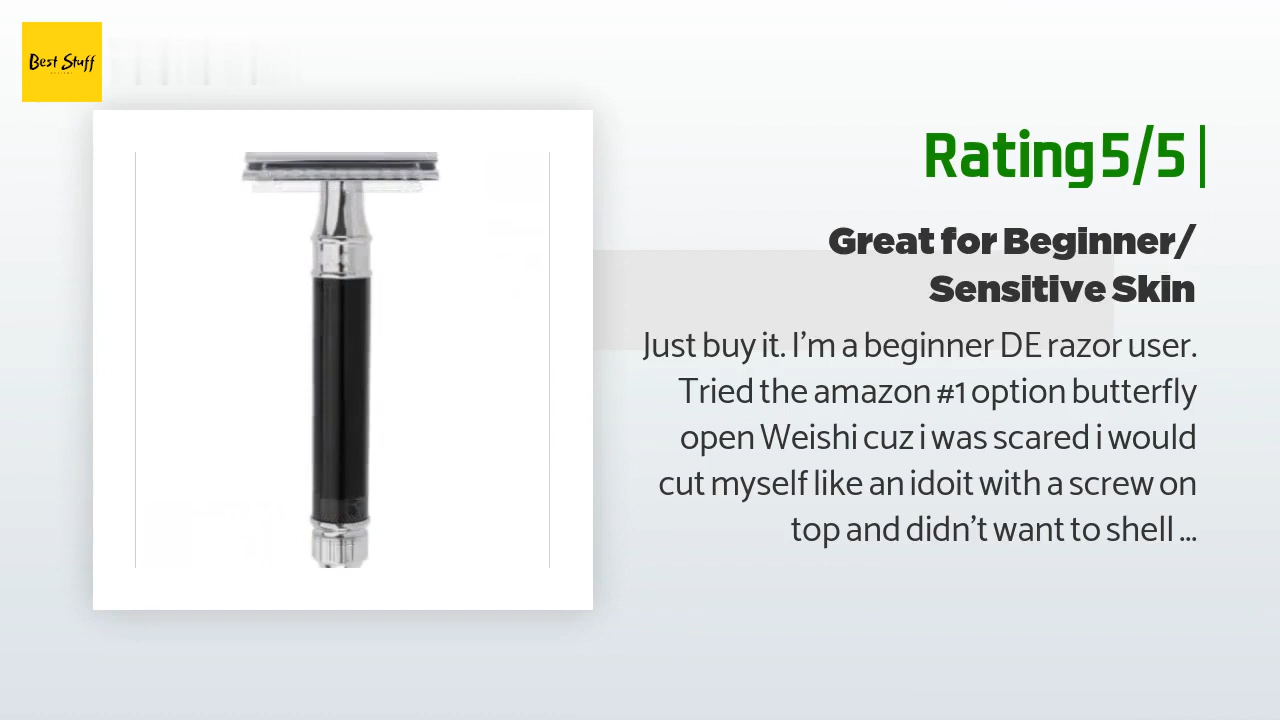 Best Stuff
Rating 5/5
Great for Beginner/
Sensitive Skin
Just buy it. I'm a beginner DE razor user.
Tried the amazon #1 option butterfly
open Weishi cuz i was scared i would
cut myself like an idoit with a screw on
top and didn't want to shell ...